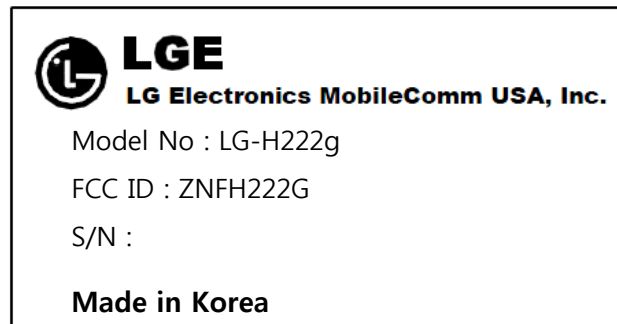 LGE
LG Electronics MobileComm USA, Inc.
Model No : LG-H222g
FCC ID : ZNFH222G
S/N :
Made in Korea